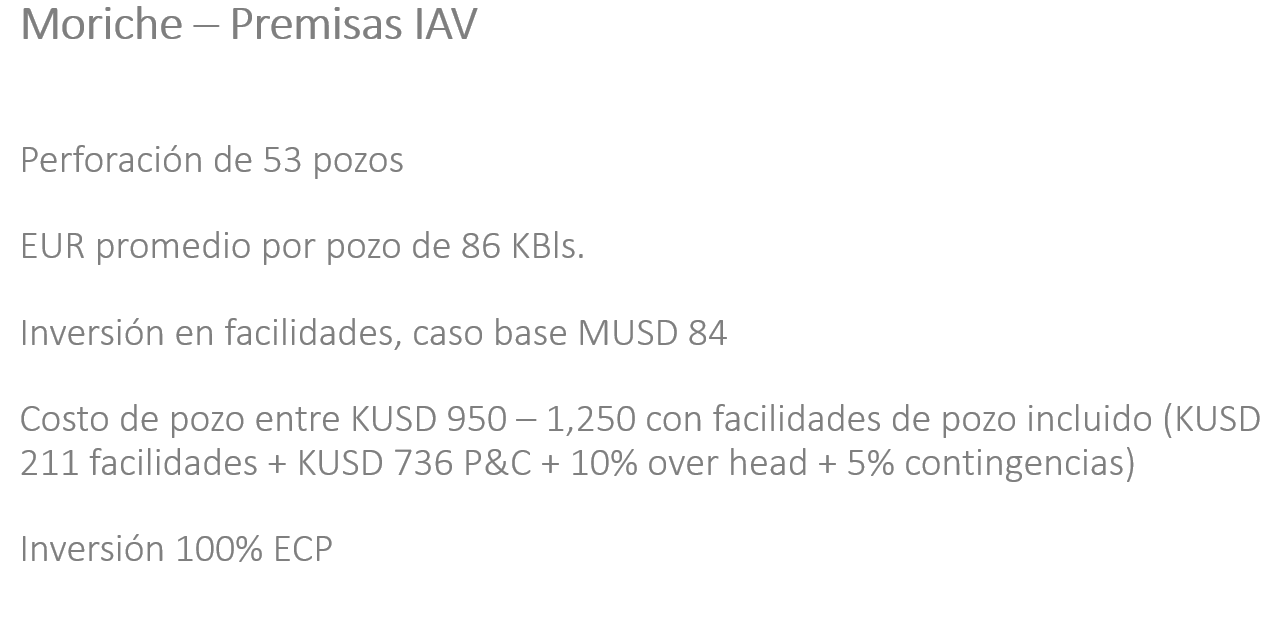 Moriche – Premisas IAV
Perforación de 53 pozos
EUR promedio por pozo de 86 KBls.
Inversión en facilidades, caso base MUSD 84
Costo de pozo entre KUSD 950 – 1,250 con facilidades de pozo incluido (KUSD
211 facilidades + KUSD 736 P&C + 10% over head + 5% contingencias)
Inversión 100% ECP